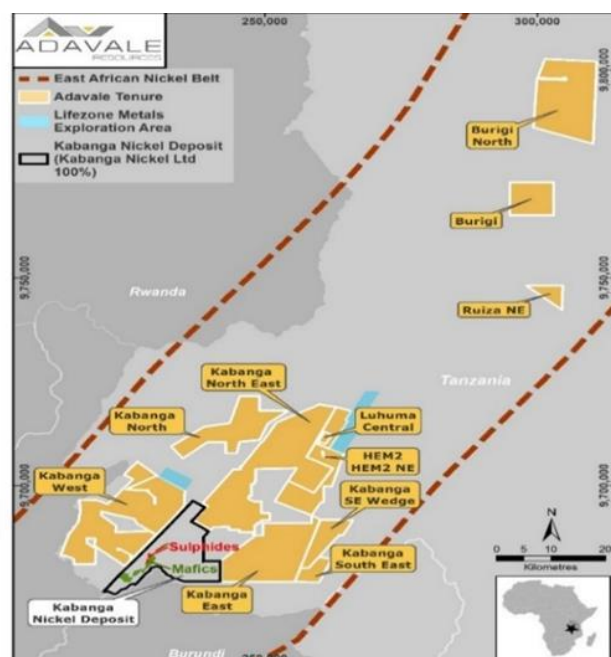 ADAVALE
RESOURCES
East African Nickel Belt
Adavale Tenure
Lifezone Metals
Exploration Area
Kabanga Nickel Deposit
(Kabanga Nickel Ltd
100%)
250,000
300,000
9,800,000
Burigi
North
Burigi
9,750,000
9,750,000
Ruiza NE
Rwanda
Tanzania
Kabanga
North East
Kabanga
North
Luhuma
Central
HEM2
HEM2 NE
Kabanga
West
Kabanga
SE Wedge
9,700,000
9,700,000
Sulphides
Mafics
Kabanga
South East
Kabanga
East
Kabanga
Nickel Deposit
Burundi
N
0
10
20
Kilometres